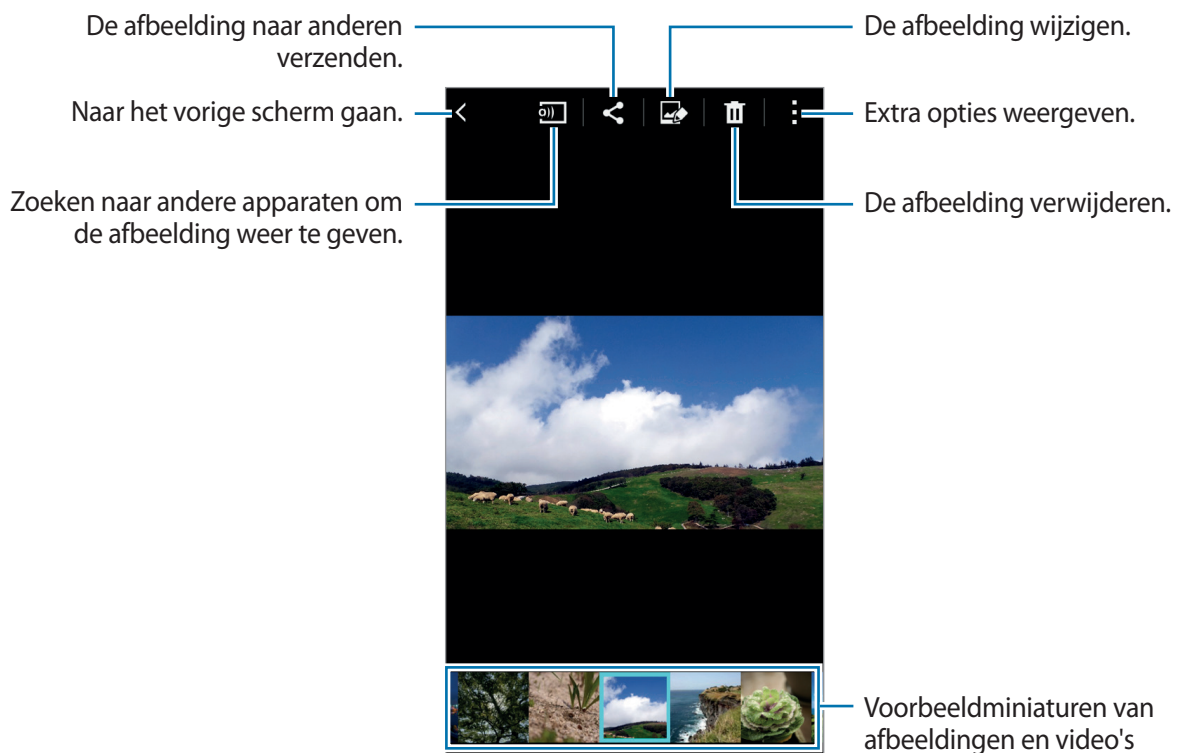 De afbeelding naar anderen
verzenden.
De afbeelding wijzigen.
Naar het vorige scherm gaan.
Extra opties weergeven.
Zoeken naar andere apparaten om
de afbeelding weer te geven.
De afbeelding verwijderen.
Voorbeeldminiaturen van
afbeeldingen en video's